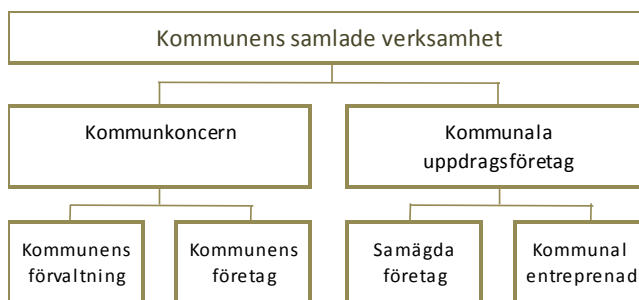 Kommunens samlade verksamhet
Kommunkoncern
Kommunala
uppdragsföretag
Kommunens
förvaltning
Kommunens
företag
Samägda
företag
Kommunal
entreprenad